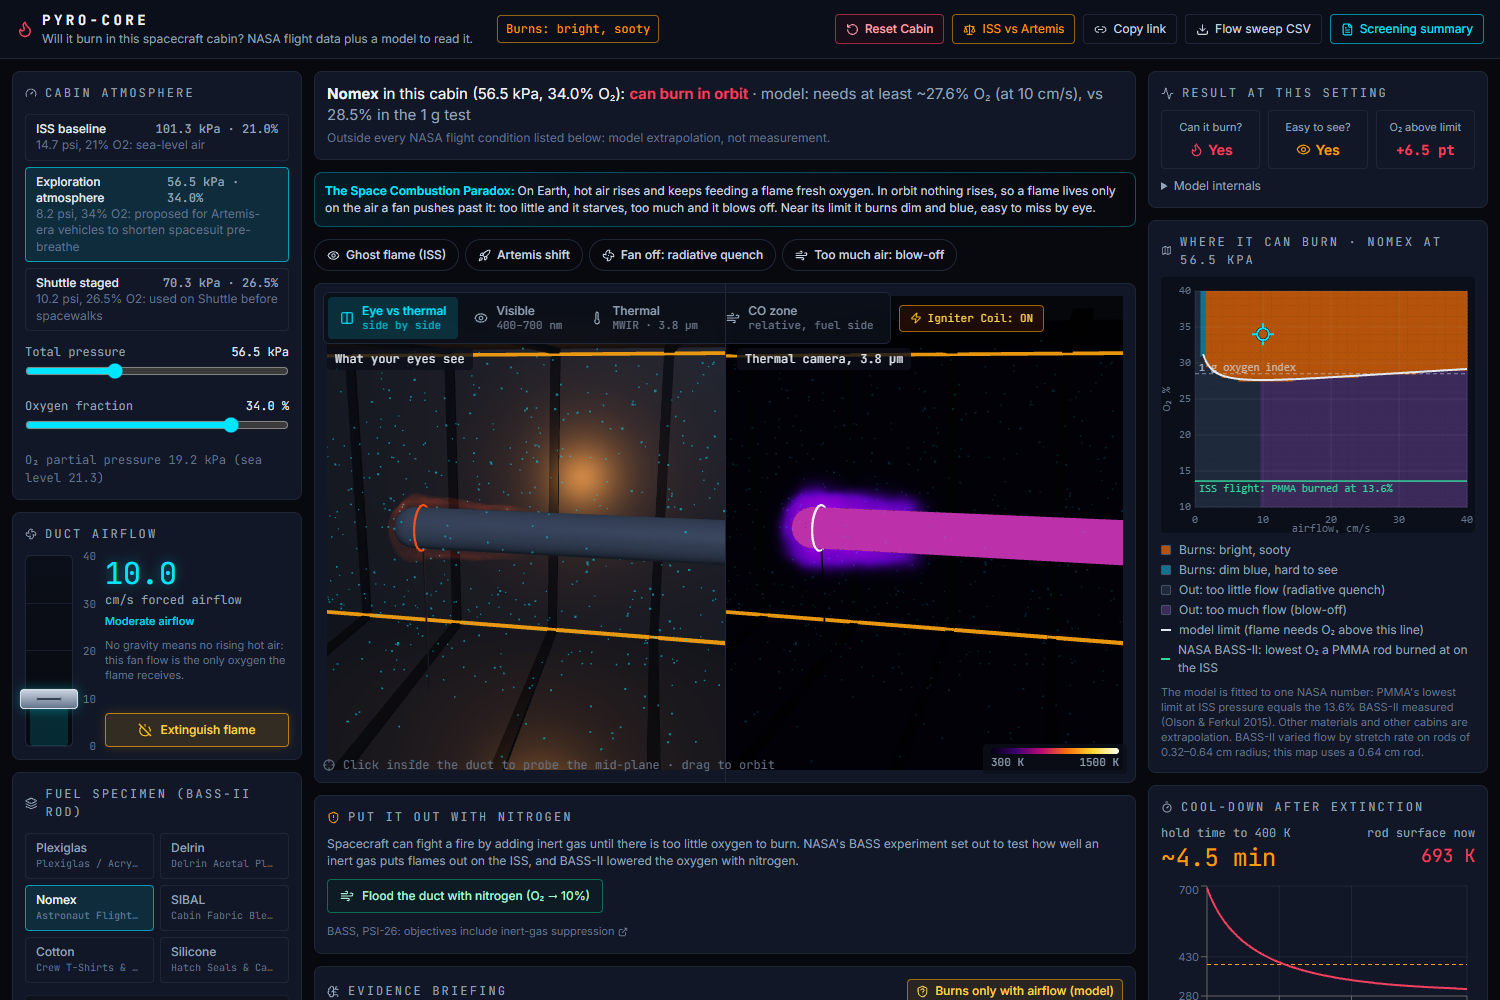 PYRO-CORE
Will it burn in this spacecraft cabin? NASA flight data plus a model to read it.
Burns: bright, sooty
Reset Cabin
ISS vs Artemis
Copy link
Flow sweep CSV
Screening summary
CABIN ATMOSPHERE
ISS baseline 101.3 kPa · 21.0%
14.7 psi, 21% O2: sea-level air
Exploration atmosphere 56.5 kPa · 34.0%
8.2 psi, 34% O2: proposed for Artemis-
era vehicles to shorten spacesuit pre-
breathe
Shuttle staged 70.3 kPa · 26.5%
10.2 psi, 26.5% O2: used on Shuttle before
spacewalks
Total pressure 56.5 kPa
Oxygen fraction 34.0 %
O₂ partial pressure 19.2 kPa (sea
level 21.3)
DUCT AIRFLOW
40
30
20
10
0
10.0
cm/s forced airflow
Moderate airflow
No gravity means no rising hot air:
this fan flow is the only oxygen the
flame receives.
Extinguish flame
FUEL SPECIMEN (BASS-II
ROD)
Plexiglas
Plexiglas / Acry…
Delrin
Delrin Acetal Pl…
Nomex
Astronaut Flight…
SIBAL
Cabin Fabric Ble…
Cotton
Crew T-Shirts & …
Silicone
Hatch Seals & Ca…
Nomex in this cabin (56.5 kPa, 34.0% O₂): can burn in orbit · model: needs at least ~27.6% O₂ (at 10 cm/s), vs
28.5% in the 1 g test
Outside every NASA flight condition listed below: model extrapolation, not measurement.
The Space Combustion Paradox: On Earth, hot air rises and keeps feeding a flame fresh oxygen. In orbit nothing rises, so a flame lives only
on the air a fan pushes past it: too little and it starves, too much and it blows off. Near its limit it burns dim and blue, easy to miss by eye.
Ghost flame (ISS)
Artemis shift
Fan off: radiative quench
Too much air: blow-off
Eye vs thermal
side by side
Visible
400–700 nm
Thermal
MWIR · 3.8 µm
CO zone
relative, fuel side
Igniter Coil: ON
What your eyes see
Thermal camera, 3.8 µm
Click inside the duct to probe the mid-plane · drag to orbit
300 K 1500 K
PUT IT OUT WITH NITROGEN
Spacecraft can fight a fire by adding inert gas until there is too little oxygen to burn. NASA's BASS experiment set out to test how well an
inert gas puts flames out on the ISS, and BASS-II lowered the oxygen with nitrogen.
Flood the duct with nitrogen (O₂ → 10%)
BASS, PSI-26: objectives include inert-gas suppression
EVIDENCE BRIEFING
Burns only with airflow (model)
RESULT AT THIS SETTING
Can it burn?
Yes
Easy to see?
Yes
O₂ above limit
+6.5 pt
Model internals
WHERE IT CAN BURN · NOMEX AT
56.5 KPA
40
35
30
25
20
15
10
O₂ %
1 g oxygen index
ISS flight: PMMA burned at 13.6%
0 10 20 30 40
airflow, cm/s
Burns: bright, sooty
Burns: dim blue, hard to see
Out: too little flow (radiative quench)
Out: too much flow (blow-off)
model limit (flame needs O₂ above this line)
NASA BASS-II: lowest O₂ a PMMA rod burned at on
the ISS
The model is fitted to one NASA number: PMMA's lowest
limit at ISS pressure equals the 13.6% BASS-II measured
(Olson & Ferkul 2015). Other materials and other cabins are
extrapolation. BASS-II varied flow by stretch rate on rods of
0.32–0.64 cm radius; this map uses a 0.64 cm rod.
COOL-DOWN AFTER EXTINCTION
hold time to 400 K
~4.5 min
rod surface now
693 K
700
430
280